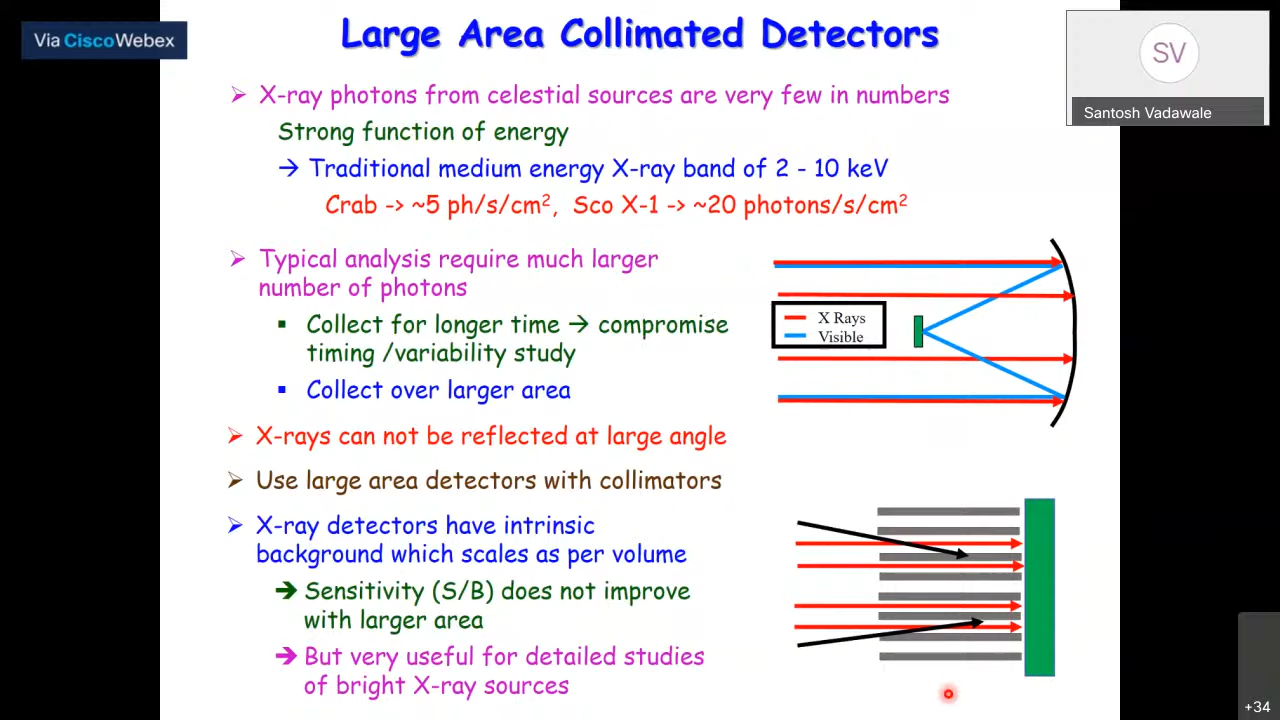 Via Cisco Webex
Large Area Collimated Detectors
SV
Santosh Vadawale
➢ X-ray photons from celestial sources are very few in numbers
Strong function of energy
→ Traditional medium energy X-ray band of 2 - 10 keV
Crab -> ~5 ph/s/cm², Sco X-1 -> ~20 photons/s/cm²
➢ Typical analysis require much larger
number of photons
▪ Collect for longer time → compromise
timing /variability study
▪ Collect over larger area
X Rays
Visible
➢ X-rays can not be reflected at large angle
➢ Use large area detectors with collimators
➢ X-ray detectors have intrinsic
background which scales as per volume
➔ Sensitivity (S/B) does not improve
with larger area
➔ But very useful for detailed studies
of bright X-ray sources
+34